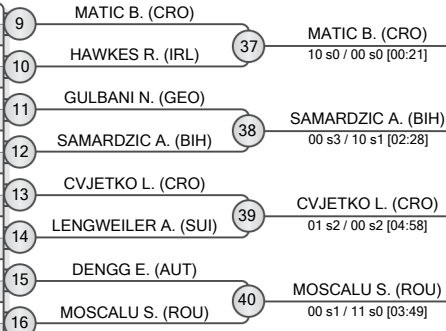 9
MATIC B. (CRO)
37
MATIC B. (CRO)
10 s0 / 00 s0 [00:21]
10
HAWKES R. (IRL)
11
GULBANI N. (GEO)
38
SAMARDZIC A. (BIH)
00 s3 / 10 s1 [02:28]
12
SAMARDZIC A. (BIH)
13
CVJETKO L. (CRO)
39
CVJETKO L. (CRO)
01 s2 / 00 s2 [04:58]
14
LENGWEILER A. (SUI)
15
DENGG E. (AUT)
40
MOSCALU S. (ROU)
00 s1 / 11 s0 [03:49]
16
MOSCALU S. (ROU)